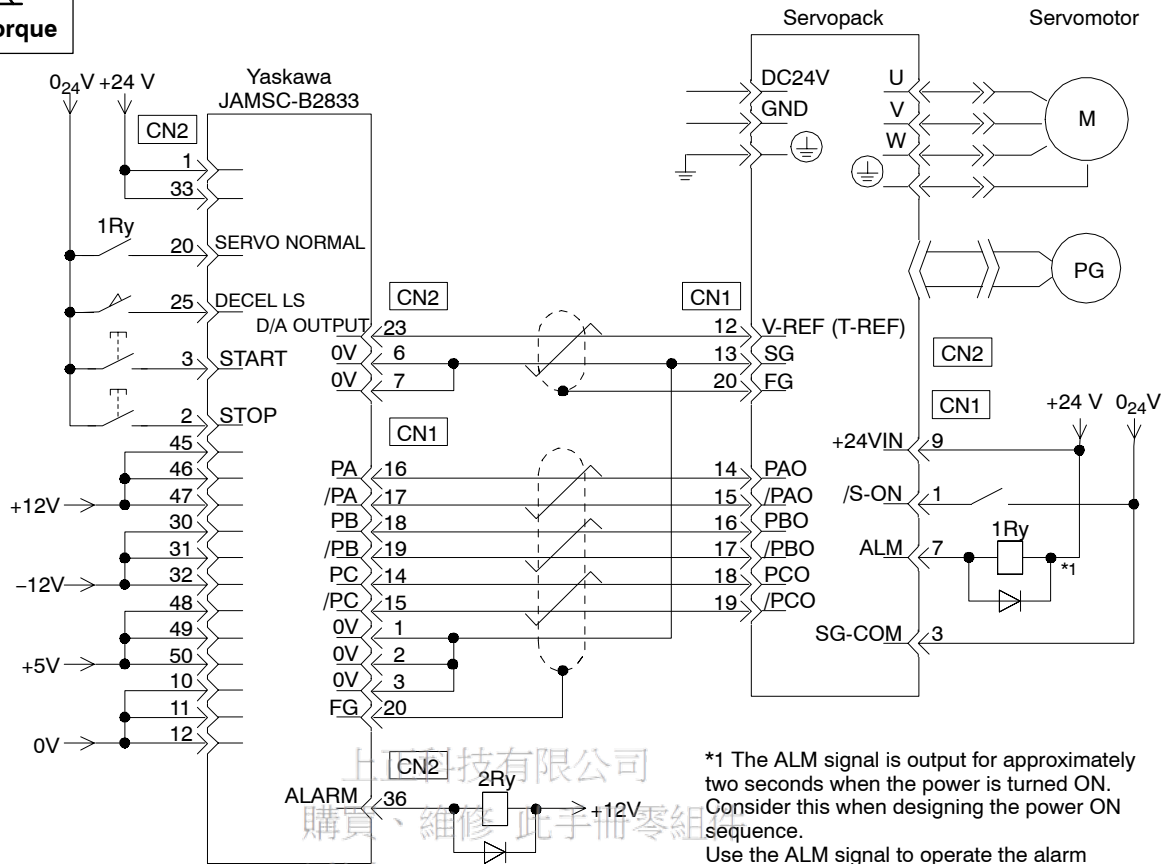 orque
Servopack
Servomotor
0₂₄V +24 V
Yaskawa
JAMSC-B2833
CN2
1
33
1Ry
20 SERVO NORMAL
25 DECEL LS
3 START
2 STOP
45
46
+12V 47
30
31
−12V 32
48
49
+5V 50
10
11
0V 12
CN2
D/A OUTPUT 23
0V 6
0V 7
CN1
PA 16
/PA 17
PB 18
/PB 19
PC 14
/PC 15
0V 1
0V 2
0V 3
FG 20
CN2
ALARM 36
2Ry
+12V
CN1
12 V-REF (T-REF)
13 SG
20 FG
14 PAO
15 /PAO
16 PBO
17 /PBO
18 PCO
19 /PCO
DC24V
GND
U
V
W
M
PG
CN2
CN1
+24 V 0₂₄V
+24VIN 9
/S-ON 1
1Ry
ALM 7
*1
SG-COM 3
上正科技有限公司
購買、維修 此手冊零組件
*1 The ALM signal is output for approximately
two seconds when the power is turned ON.
Consider this when designing the power ON
sequence.
Use the ALM signal to operate the alarm